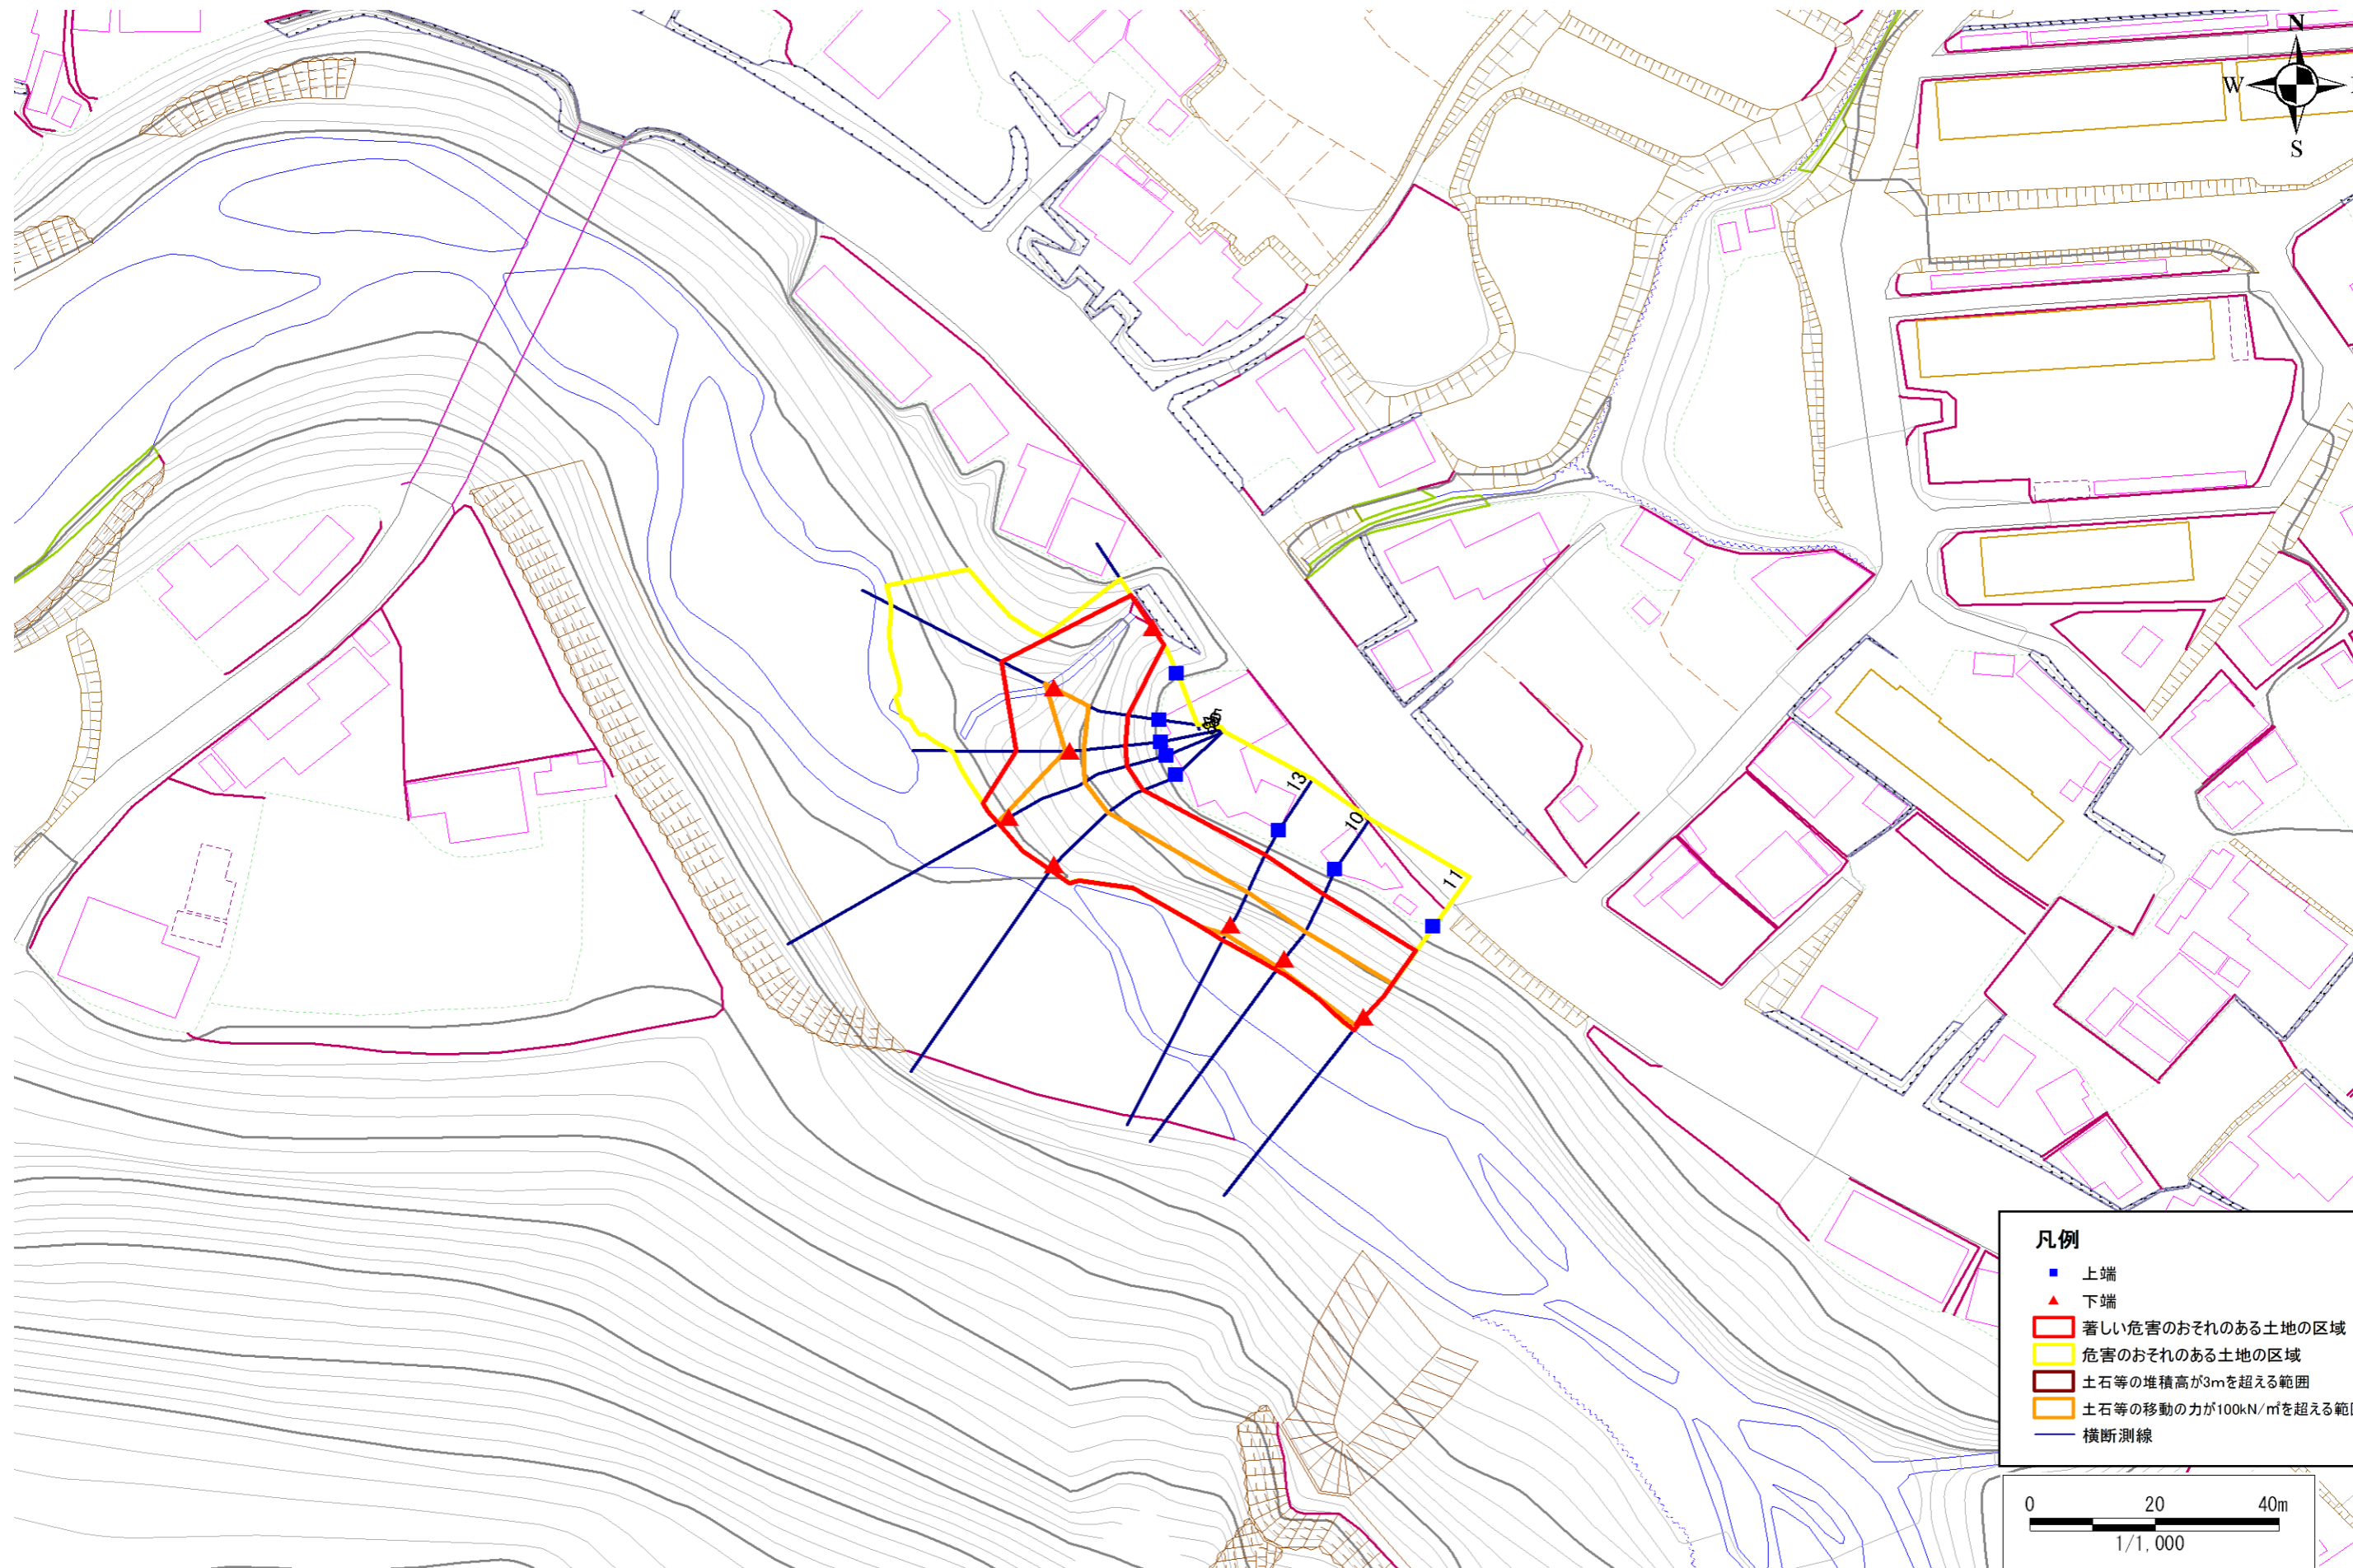 N
W
S
13
10
11
凡例
上端
下端
著しい危害のおそれのある土地の区域
危害のおそれのある土地の区域
土石等の堆積高が3mを超える範囲
土石等の移動の力が100kN/㎡を超える範
横断測線
0 20 40m
1/1,000